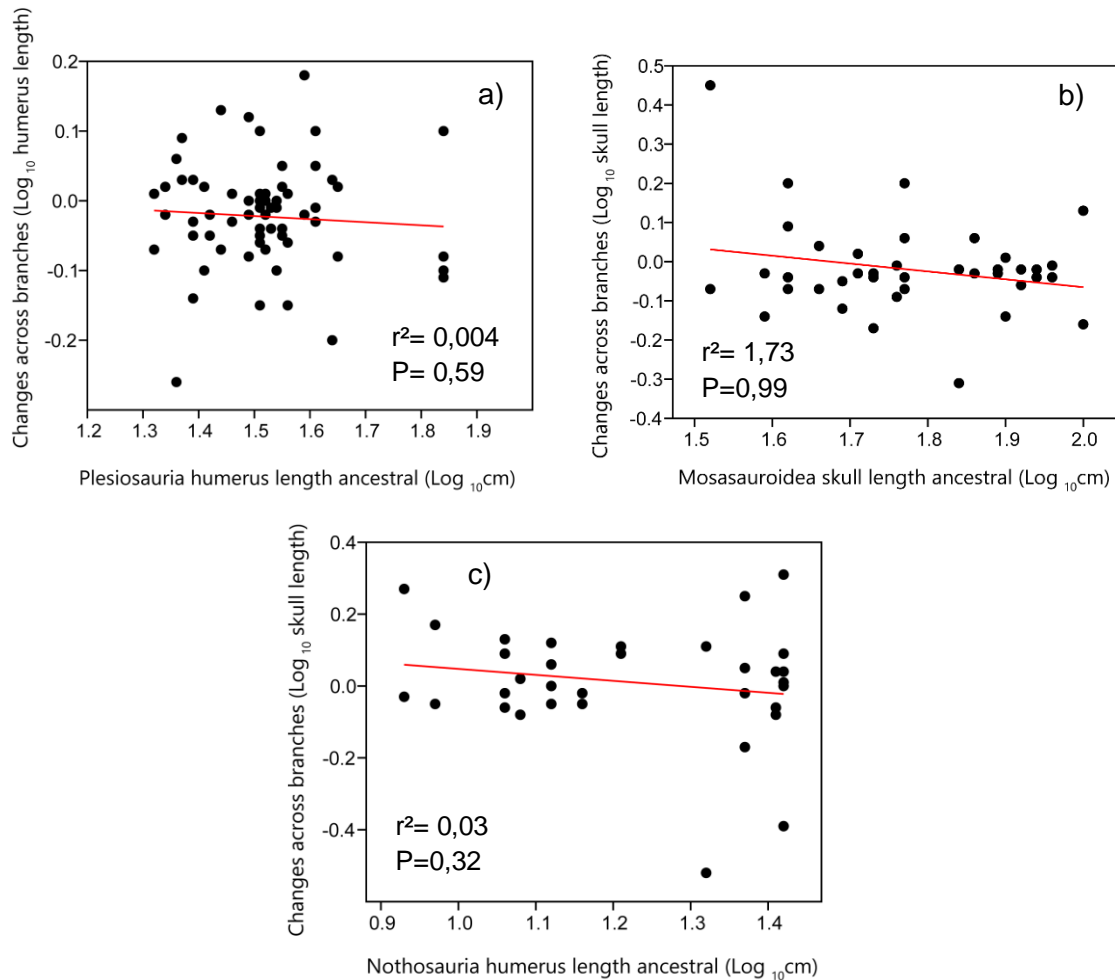 Changes across branches (Log 10 humerus length)
0.2
0.1
0.0
-0.1
-0.2
a)
r²= 0,004
P= 0,59
1.2 1.3 1.4 1.5 1.6 1.7 1.8 1.9
Plesiosauria humerus length ancestral (Log 10cm)
Changes across branches (Log 10 skull length)
0.5
0.4
0.3
0.2
0.1
0.0
-0.1
-0.2
-0.3
-0.4
b)
r²= 1,73
P=0,99
1.5 1.6 1.7 1.8 1.9 2.0
Mosasauroidea skull length ancestral (Log 10cm)
Changes across branches (Log 10 skull length)
0.4
0.2
0.0
-0.2
-0.4
c)
r²= 0,03
P=0,32
0.9 1.0 1.1 1.2 1.3 1.4
Nothosauria humerus length ancestral (Log 10cm)